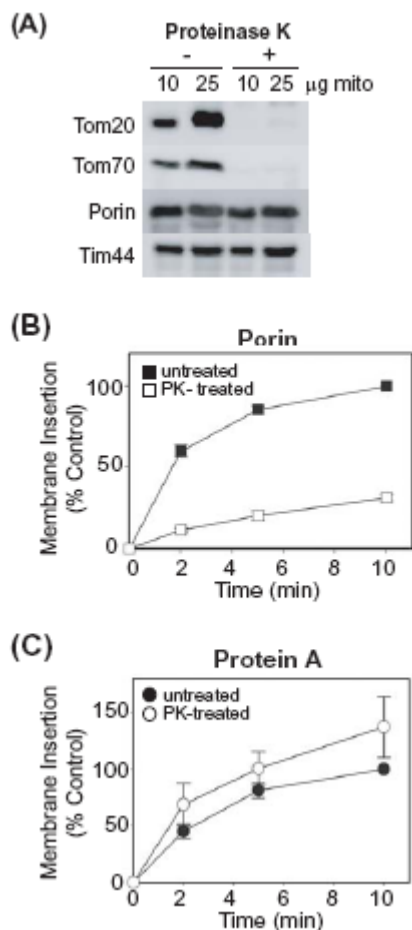 (A)
Proteinase K
- +
10 25 10 25 µg mito
Tom20
Tom70
Porin
Tim44
(B)
Porin
untreated
PK- treated
Membrane Insertion
(% Control)
100
50
0
0 2 4 6 8 10
Time (min)
(C)
Protein A
untreated
PK-treated
Membrane Insertion
(% Control)
150
100
50
0
0 2 4 6 8 10
Time (min)